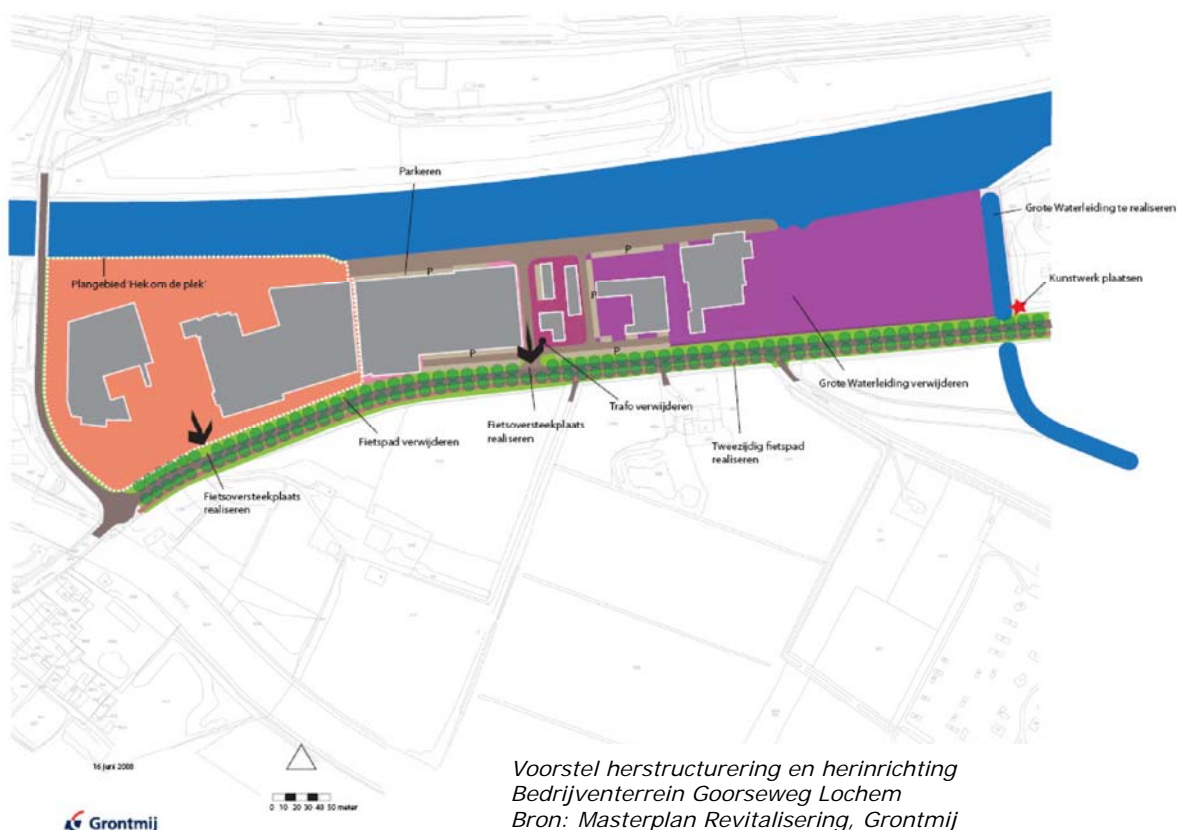 Parkeren
Grote Waterleiding te realiseren
Plangebied 'Hek om de plek'
P
P
P
Kunstwerk plaatsen
P
P
Grote Waterleiding verwijderen
Trafo verwijderen
Fietsoversteekplaats
realiseren
Fietspad verwijderen
Tweezijdig fietspad
realiseren
Fietsoversteekplaats
realiseren
16 juni 2008
0 10 20 30 40 50 meter
Grontmij
Voorstel herstructurering en herinrichting
Bedrijventerrein Goorseweg Lochem
Bron: Masterplan Revitalisering, Grontmij